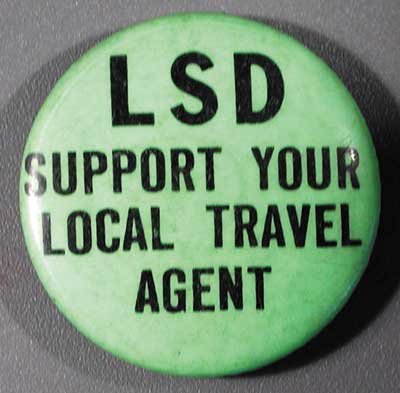 LSD
SUPPORT YOUR
LOCAL TRAVEL
AGENT